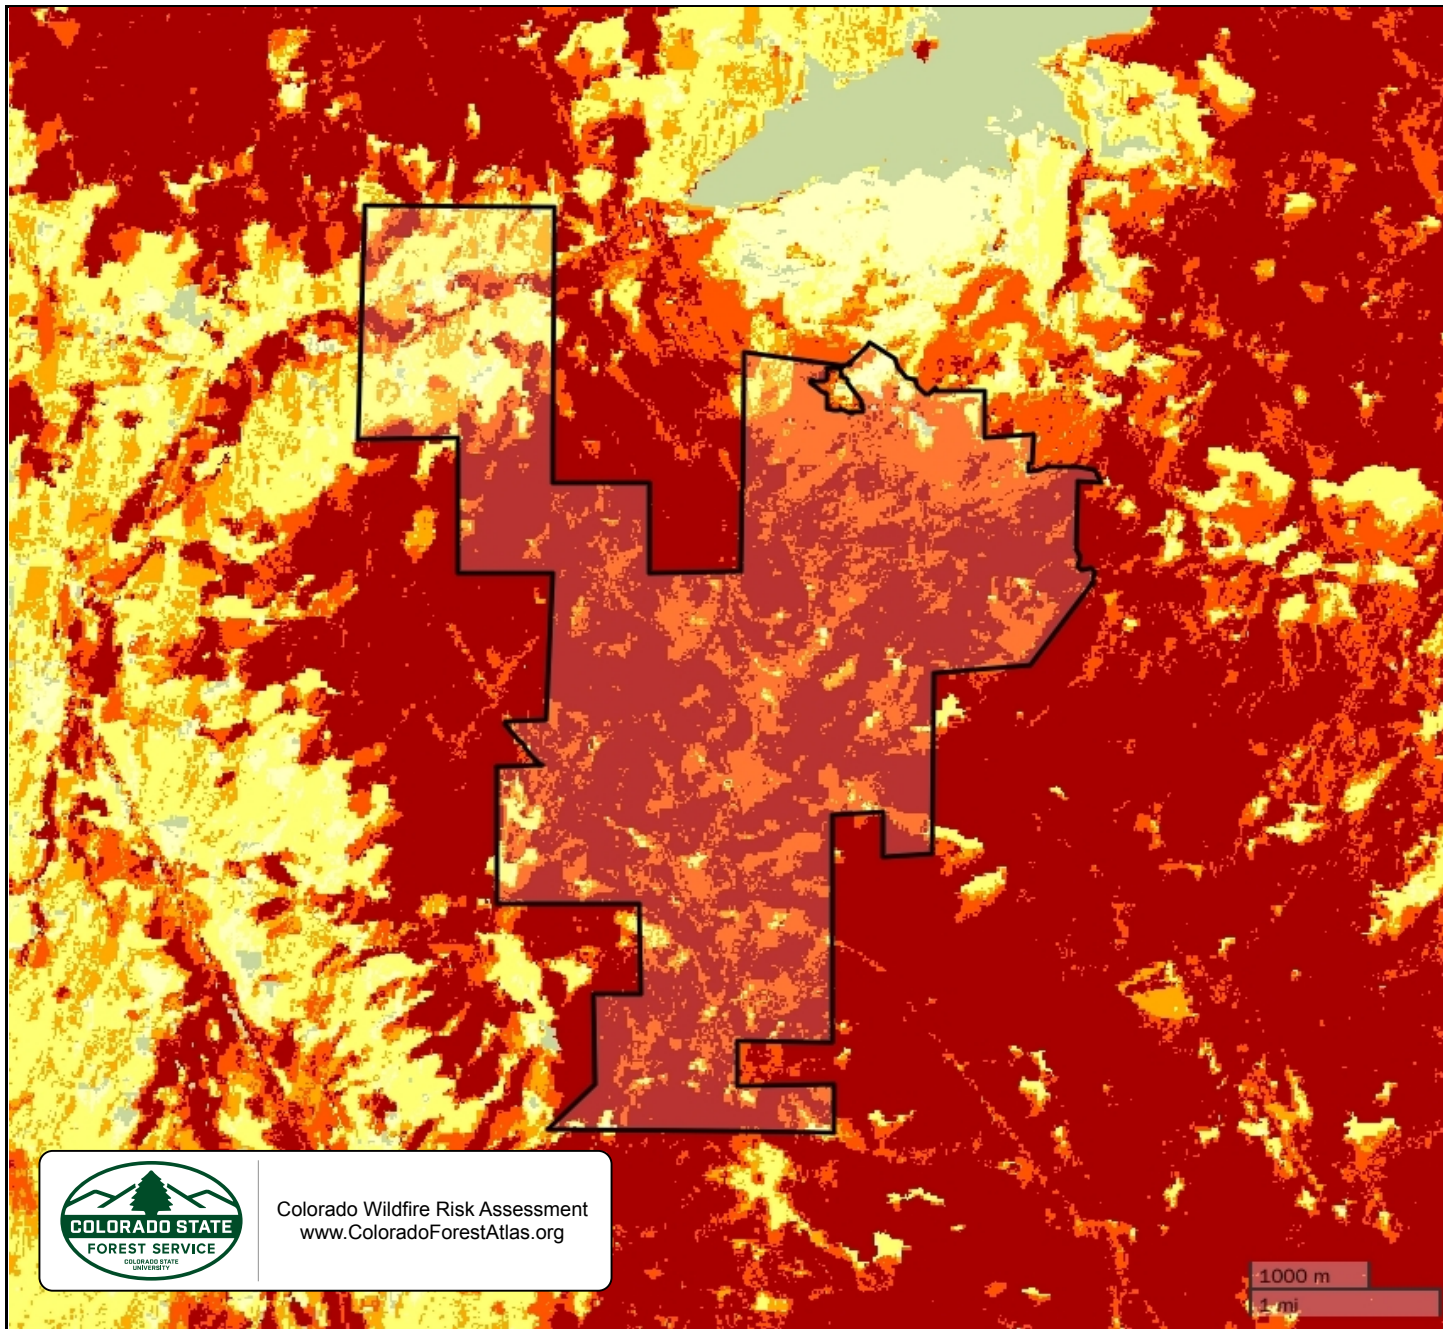 COLORADO STATE
FOREST SERVICE
COLORADO STATE
UNIVERSITY
Colorado Wildfire Risk Assessment
www.ColoradoForestAtlas.org
1000 m
1 mi